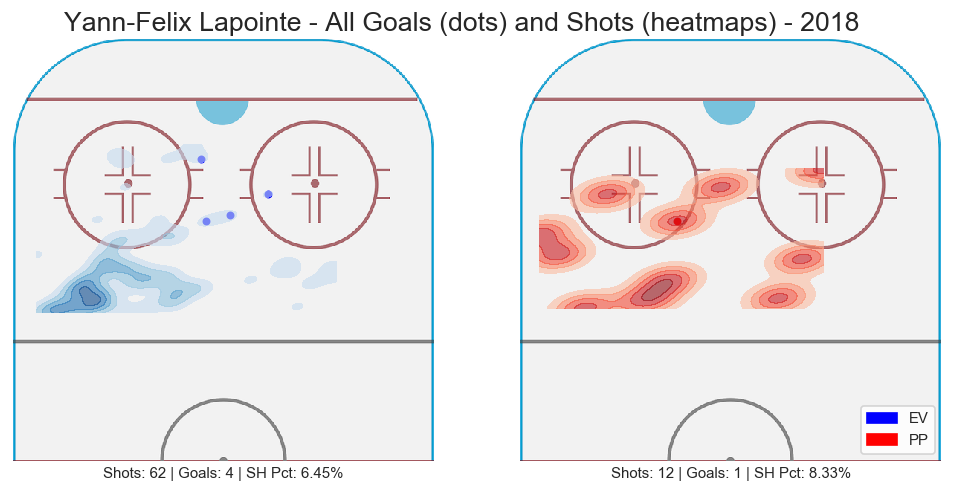 Yann-Felix Lapointe - All Goals (dots) and Shots (heatmaps) - 2018
EV
PP
Shots: 62 | Goals: 4 | SH Pct: 6.45%
Shots: 12 | Goals: 1 | SH Pct: 8.33%